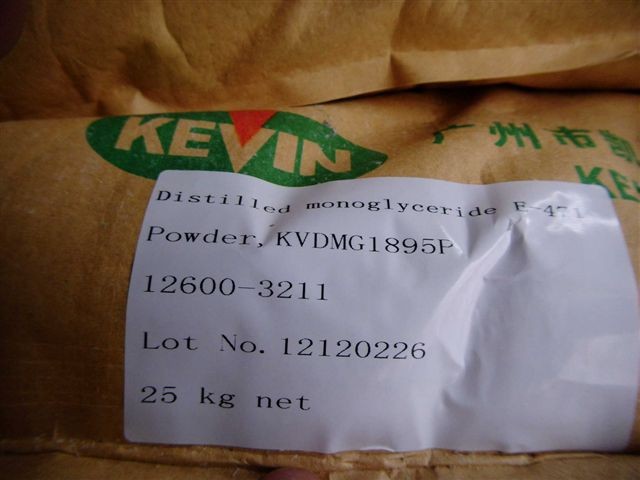 KEVIN
广州市
KE
Distilled monoglyceride E-471
Powder, KVDMG1895P
12600-3211
Lot No. 12120226
25 kg net